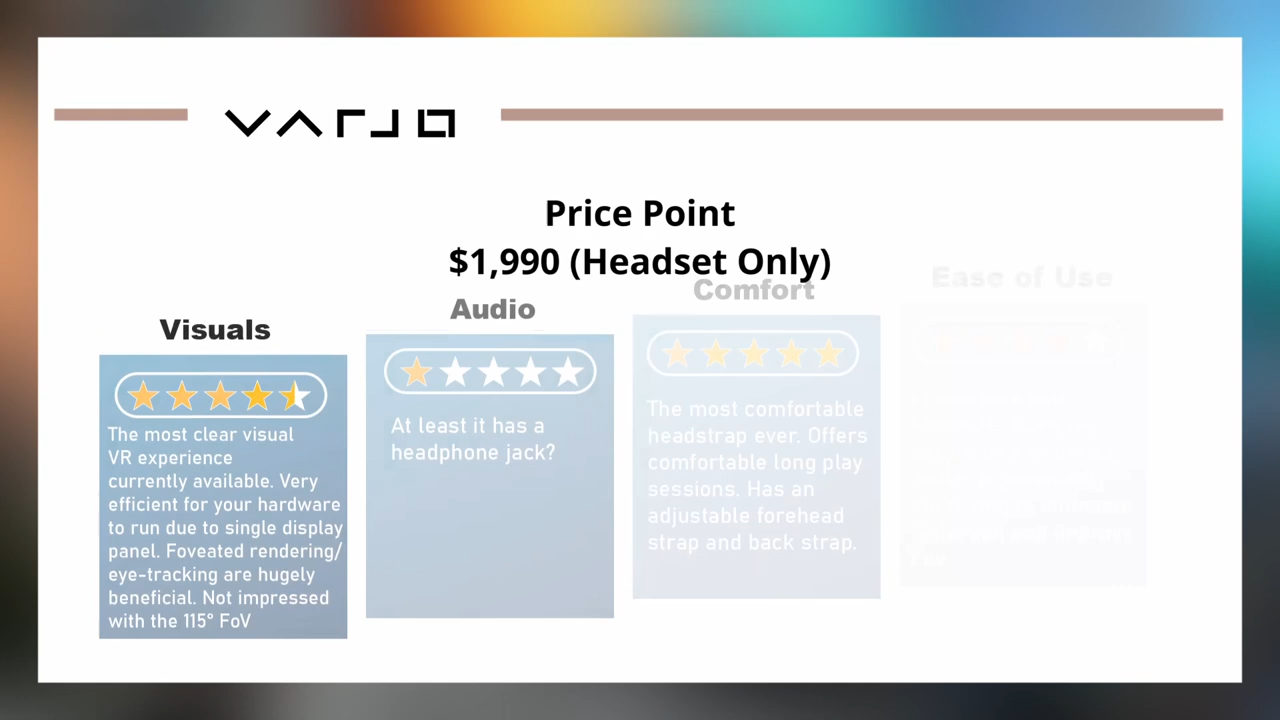 VARJO
Price Point
$1,990 (Headset Only)
Visuals
The most clear visual
VR experience
currently available. Very
efficient for your hardware
to run due to single display
panel. Foveated rendering/
eye-tracking are hugely
beneficial. Not impressed
with the 115° FoV
Audio
At least it has a
headphone jack?
Comfort
The most comfortable
headstrap ever. Offers
comfortable long play
sessions. Has an
adjustable forehead
strap and back strap.
Ease of Use